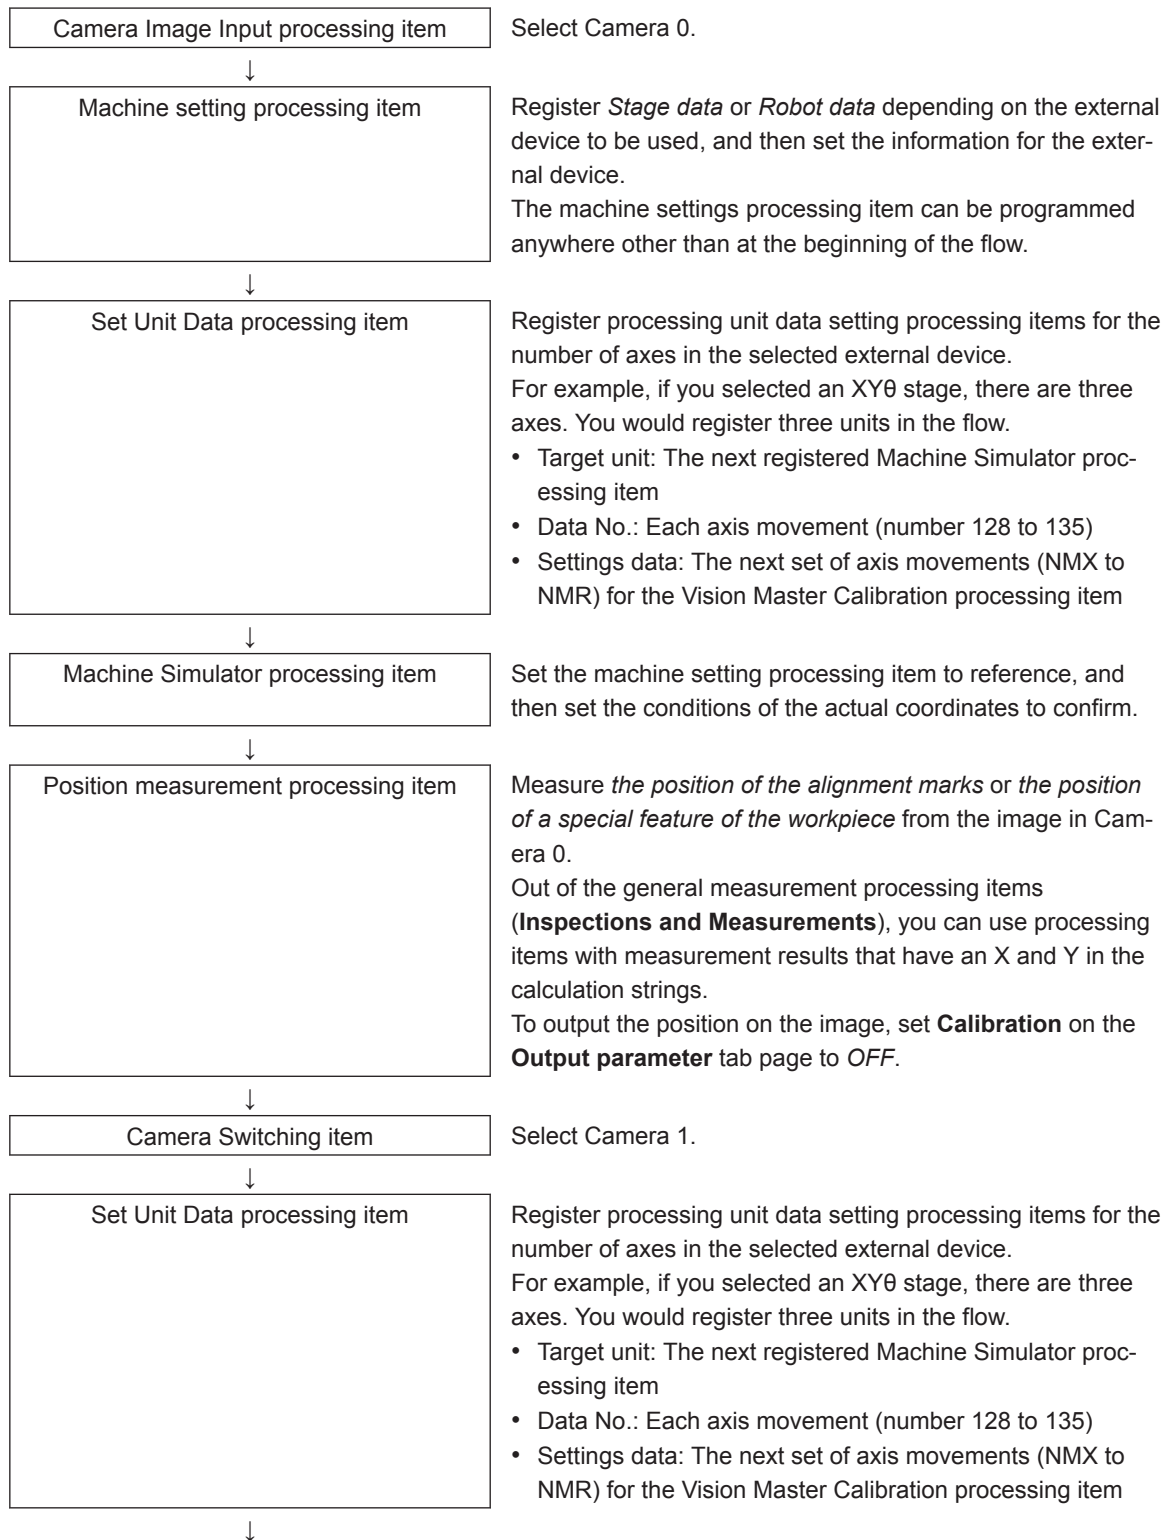 Camera Image Input processing item
Select Camera 0.
↓
Machine setting processing item
Register Stage data or Robot data depending on the external
device to be used, and then set the information for the exter-
nal device.
The machine settings processing item can be programmed
anywhere other than at the beginning of the flow.
↓
Set Unit Data processing item
Register processing unit data setting processing items for the
number of axes in the selected external device.
For example, if you selected an XYθ stage, there are three
axes. You would register three units in the flow.
• Target unit: The next registered Machine Simulator proc-
essing item
• Data No.: Each axis movement (number 128 to 135)
• Settings data: The next set of axis movements (NMX to
NMR) for the Vision Master Calibration processing item
↓
Machine Simulator processing item
Set the machine setting processing item to reference, and
then set the conditions of the actual coordinates to confirm.
↓
Position measurement processing item
Measure the position of the alignment marks or the position
of a special feature of the workpiece from the image in Cam-
era 0.
Out of the general measurement processing items
(Inspections and Measurements), you can use processing
items with measurement results that have an X and Y in the
calculation strings.
To output the position on the image, set Calibration on the
Output parameter tab page to OFF.
↓
Camera Switching item
Select Camera 1.
↓
Set Unit Data processing item
Register processing unit data setting processing items for the
number of axes in the selected external device.
For example, if you selected an XYθ stage, there are three
axes. You would register three units in the flow.
• Target unit: The next registered Machine Simulator proc-
essing item
• Data No.: Each axis movement (number 128 to 135)
• Settings data: The next set of axis movements (NMX to
NMR) for the Vision Master Calibration processing item
↓